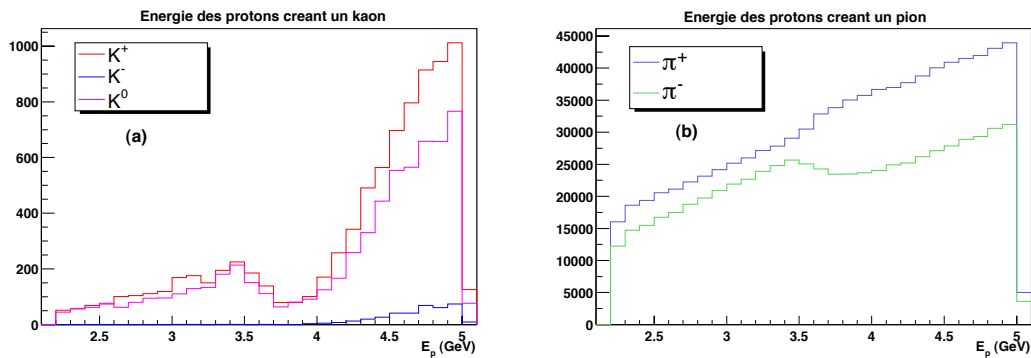 Energie des protons creant un kaon
1000
800
600
400
200
0
K+
K-
K0
(a)
2.5
3
3.5
4
4.5
5
E_p (GeV)
Energie des protons creant un pion
45000
40000
35000
30000
25000
20000
15000
10000
5000
0
π+
π-
(b)
2.5
3
3.5
4
4.5
5
E_p (GeV)